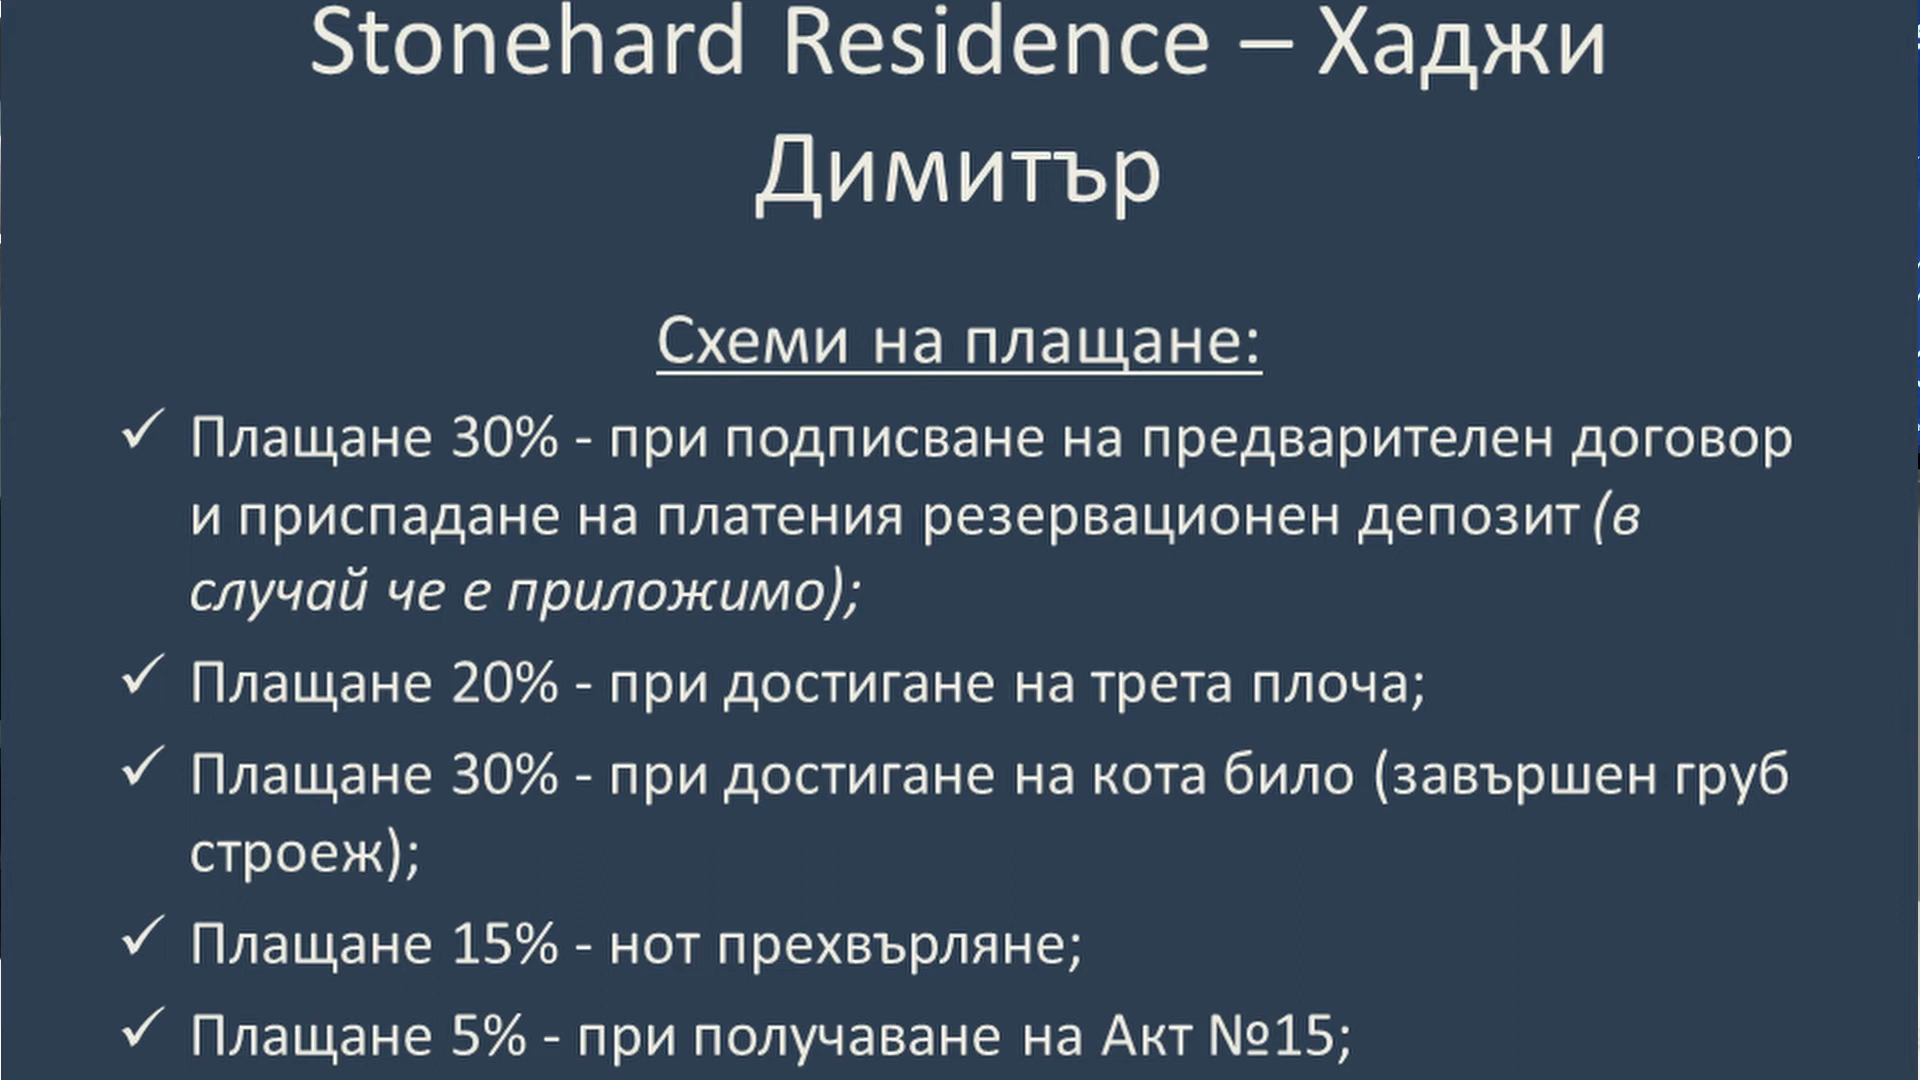 Stonehard Residence – Хаджи
Димитър
Схеми на плащане:
✓ Плащане 30% - при подписване на предварителен договор
и приспадане на платения резервационен депозит (в
случай че е приложимо);
✓ Плащане 20% - при достигане на трета плоча;
✓ Плащане 30% - при достигане на кота било (завършен груб
строеж);
✓ Плащане 15% - нот прехвърляне;
✓ Плащане 5% - при получаване на Акт №15;